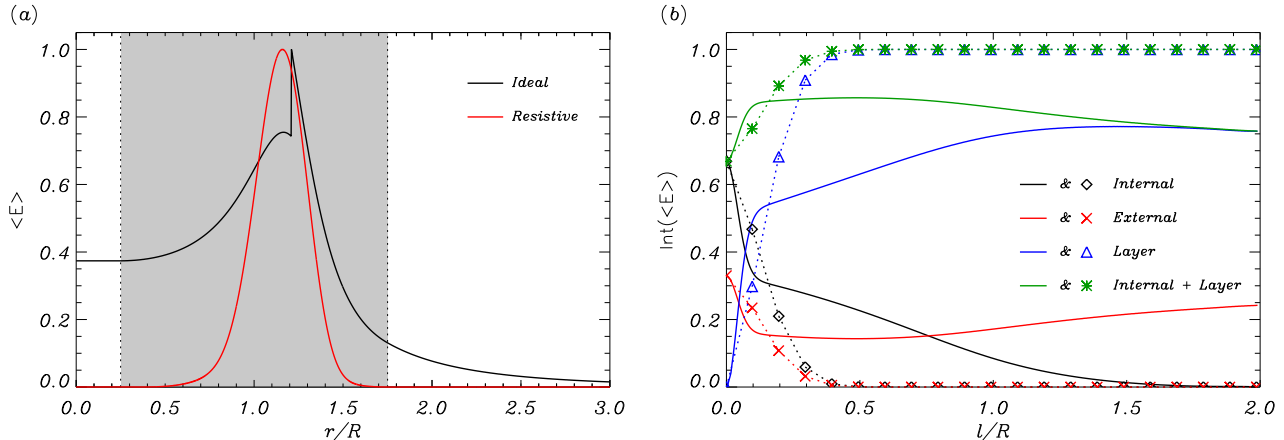 (a)
<E>
1.0
0.8
0.6
0.4
0.2
0.0
Ideal
Resistive
0.0 0.5 1.0 1.5 2.0 2.5 3.0
r/R
(b)
Int(<E>)
1.0
0.8
0.6
0.4
0.2
0.0
& Internal
& External
& Layer
& Internal + Layer
0.0 0.5 1.0 1.5 2.0
l/R